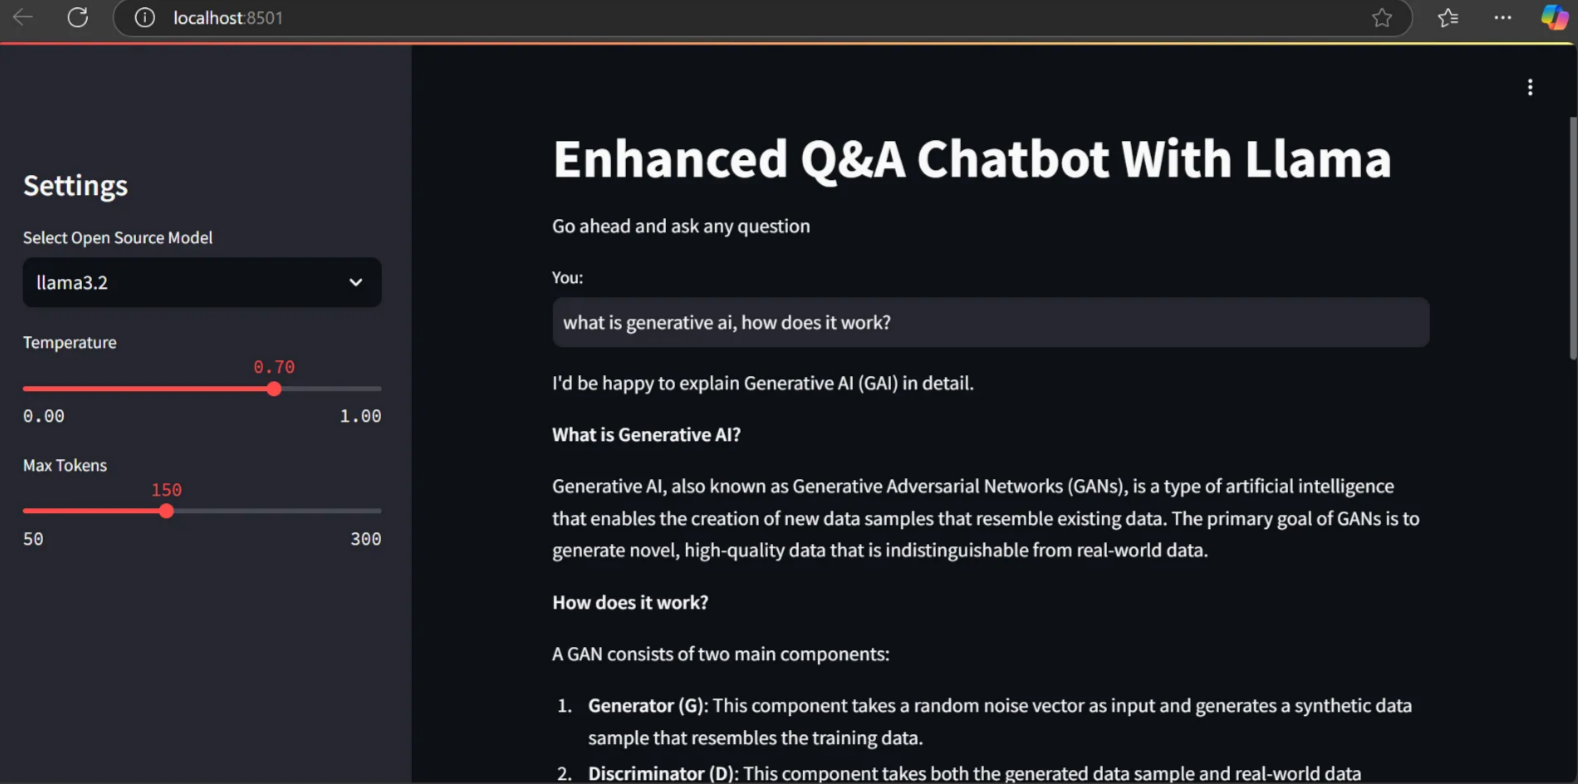 localhost:8501
Settings
Select Open Source Model
llama3.2
Temperature
0.70
0.00 1.00
Max Tokens
150
50 300
Enhanced Q&A Chatbot With Llama
Go ahead and ask any question
You:
what is generative ai, how does it work?
I'd be happy to explain Generative AI (GAI) in detail.
What is Generative AI?
Generative AI, also known as Generative Adversarial Networks (GANs), is a type of artificial intelligence
that enables the creation of new data samples that resemble existing data. The primary goal of GANs is to
generate novel, high-quality data that is indistinguishable from real-world data.
How does it work?
A GAN consists of two main components:
1. Generator (G): This component takes a random noise vector as input and generates a synthetic data
sample that resembles the training data.
2. Discriminator (D): This component takes both the generated data sample and real-world data